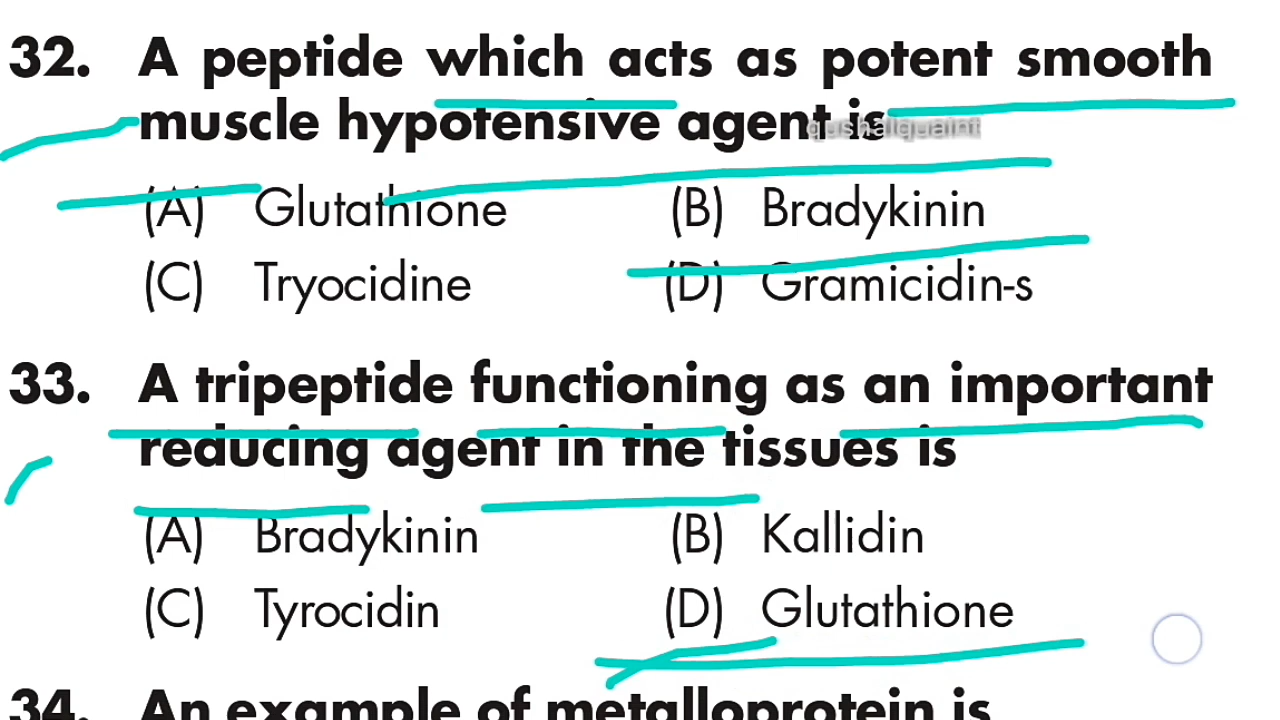 32. A peptide which acts as potent smooth
muscle hypotensive agent is
qushaiquaint
(A) Glutathione (B) Bradykinin
(C) Tryocidine (D) Gramicidin-s
33. A tripeptide functioning as an important
reducing agent in the tissues is
(A) Bradykinin (B) Kallidin
(C) Tyrocidin (D) Glutathione
34. An example of metalloprotein is